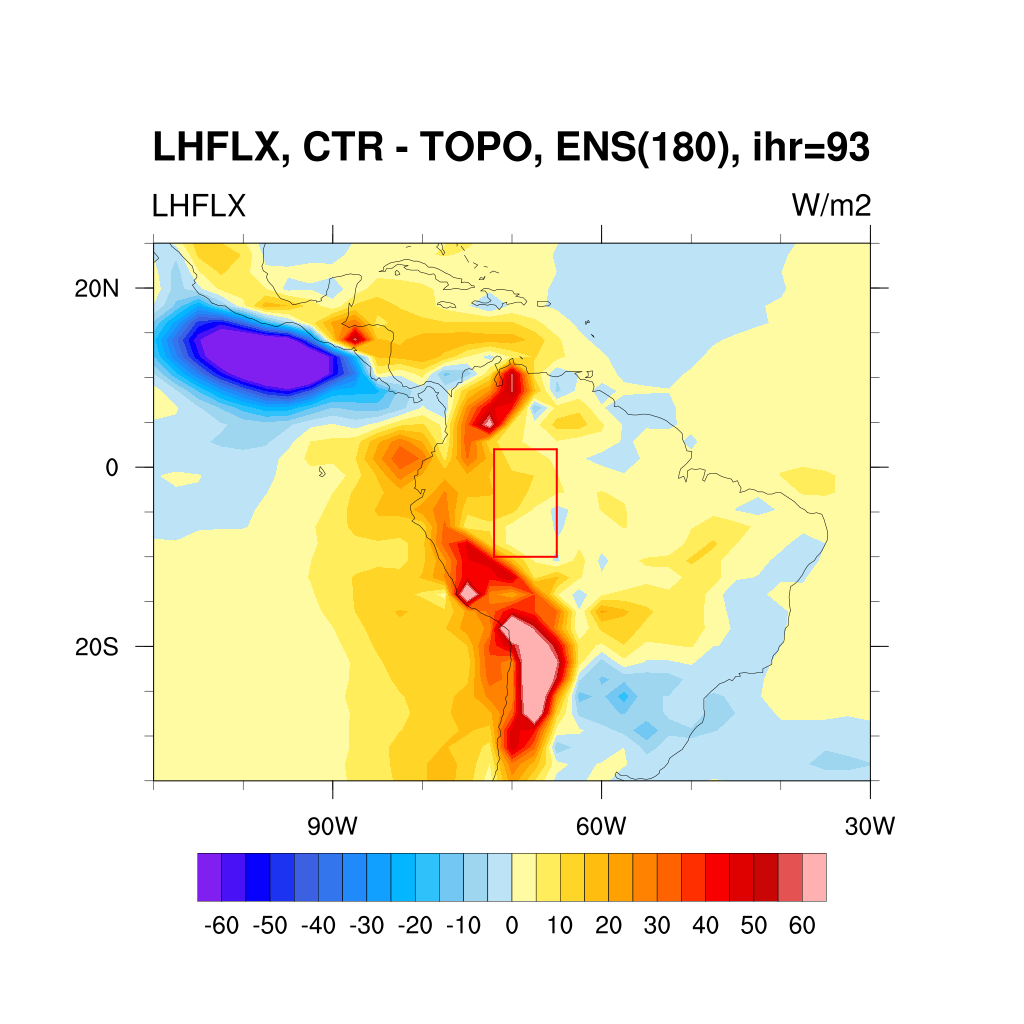 LHFLX, CTR - TOPO, ENS(180), ihr=93
LHFLX W/m2
20N
0
20S
90W 60W 30W
-60 -50 -40 -30 -20 -10 0 10 20 30 40 50 60